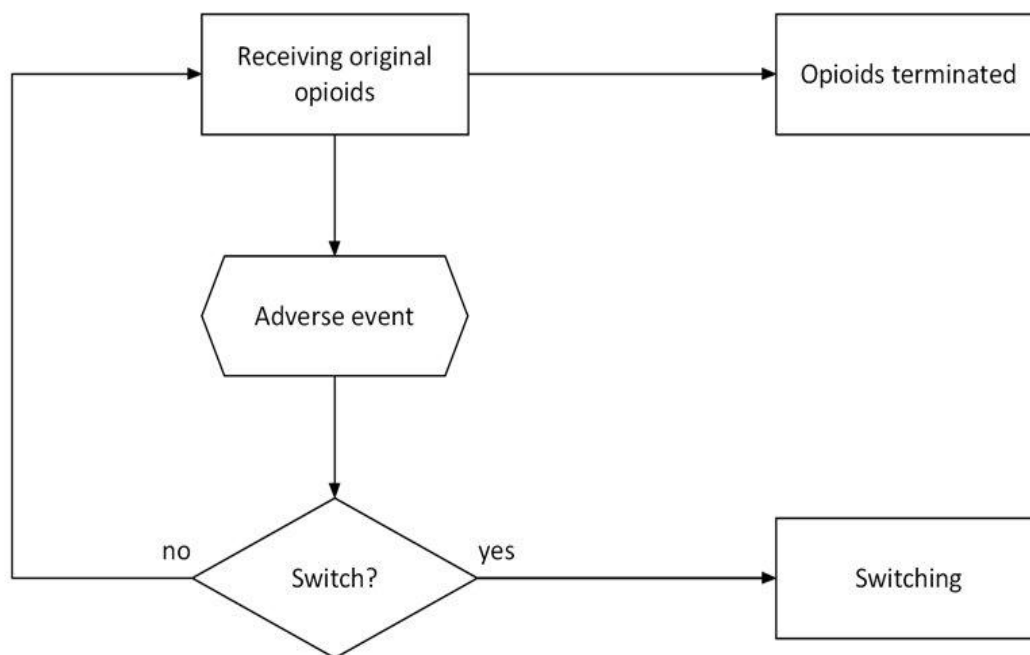 Receiving original
opioids
Opioids terminated
Adverse event
no
yes
Switch?
Switching